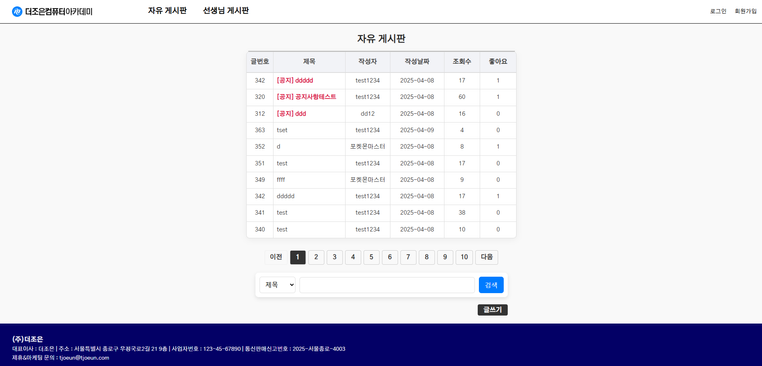 더조은컴퓨터아카데미 자유 게시판 선생님 게시판 로그인 회원가입
자유 게시판
글번호 제목 작성자 작성날짜 조회수 좋아요
342 [공지] ddddd test1234 2025-04-08 17 1
320 [공지] 공지사항테스트 test1234 2025-04-08 60 1
312 [공지] ddd dd12 2025-04-08 16 0
363 tset test1234 2025-04-09 4 0
352 d 포켓몬마스터 2025-04-08 8 1
351 test test1234 2025-04-08 17 0
349 ffff 포켓몬마스터 2025-04-08 9 0
342 ddddd test1234 2025-04-08 17 1
341 test test1234 2025-04-08 38 0
340 test test1234 2025-04-08 10 0
이전 1 2 3 4 5 6 7 8 9 10 다음
제목 검색
글쓰기
(주)더조은
대표이사 : 더조은 | 주소 : 서울특별시 종로구 우정국로2길 21 9층 | 사업자번호 : 123-45-67890 | 통신판매신고번호 : 2025-서울종로-4003
제휴&마케팅 문의 : tjoeun@tjoeun.com